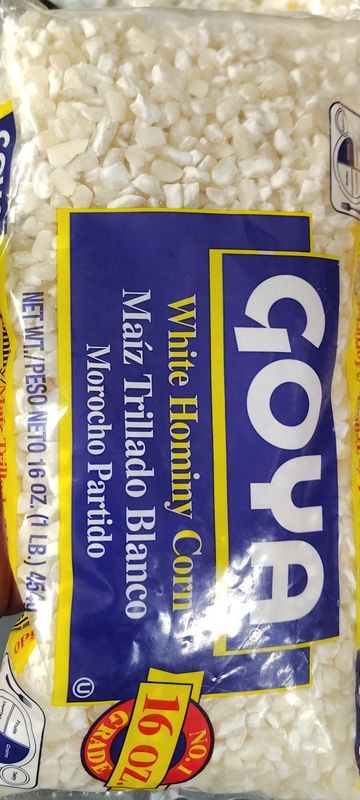 GOYA
White Hominy Corn
Maíz Trillado Blanco
Morocho Partido
NET WT./PESO NETO 16 OZ. (1 LB.)
U
NO. 1
16 OZ.
GRADE